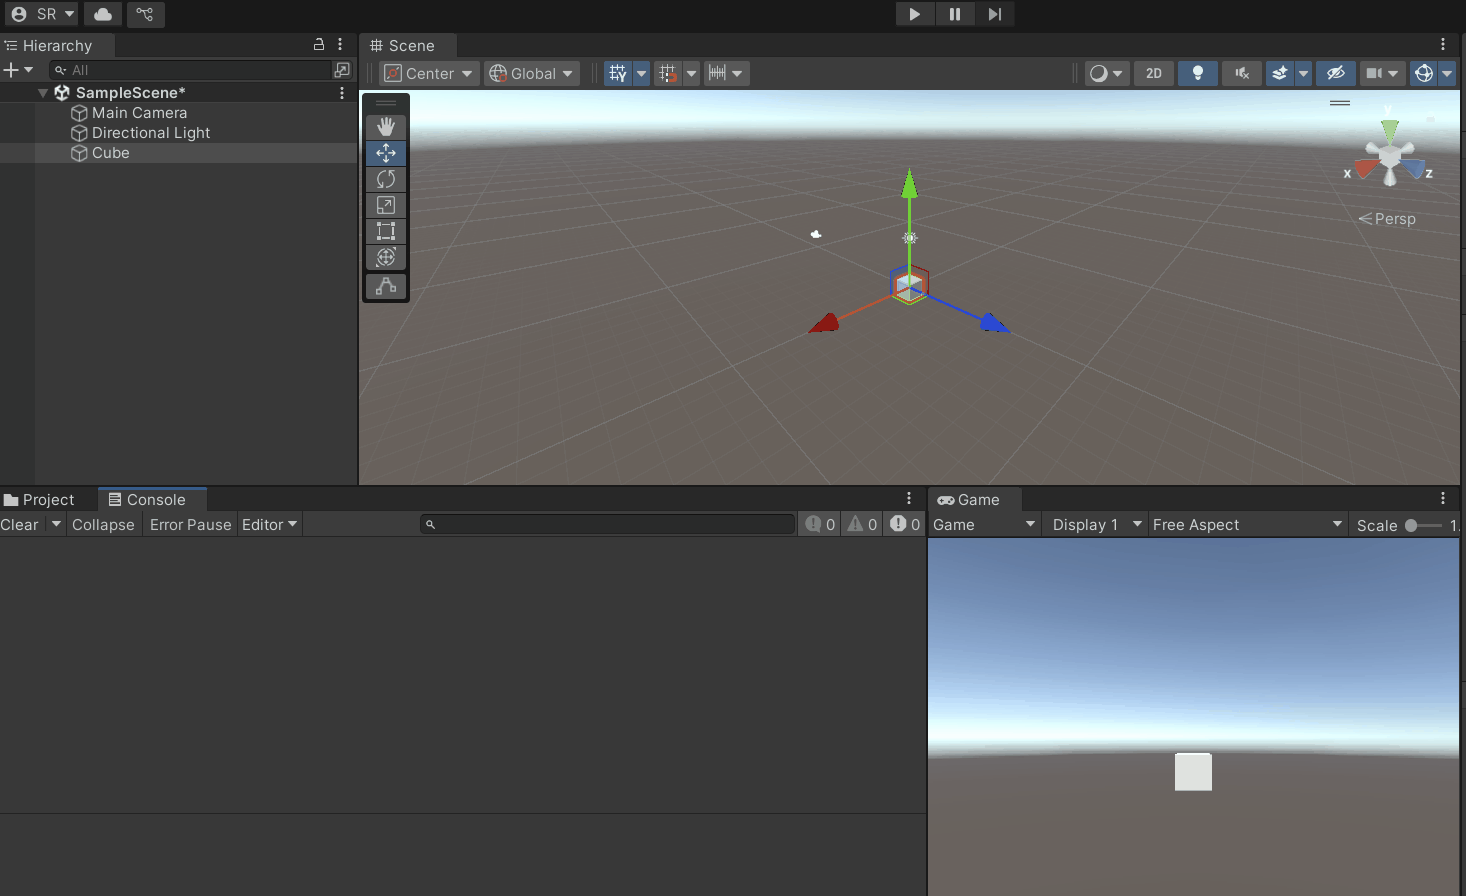 SR
Hierarchy
Scene
All
Center
Global
2D
SampleScene*
Main Camera
Directional Light
Cube
y
x
z
Persp
Project
Console
Game
Clear
Collapse
Error Pause
Editor
0
0
0
Game
Display 1
Free Aspect
Scale
1.